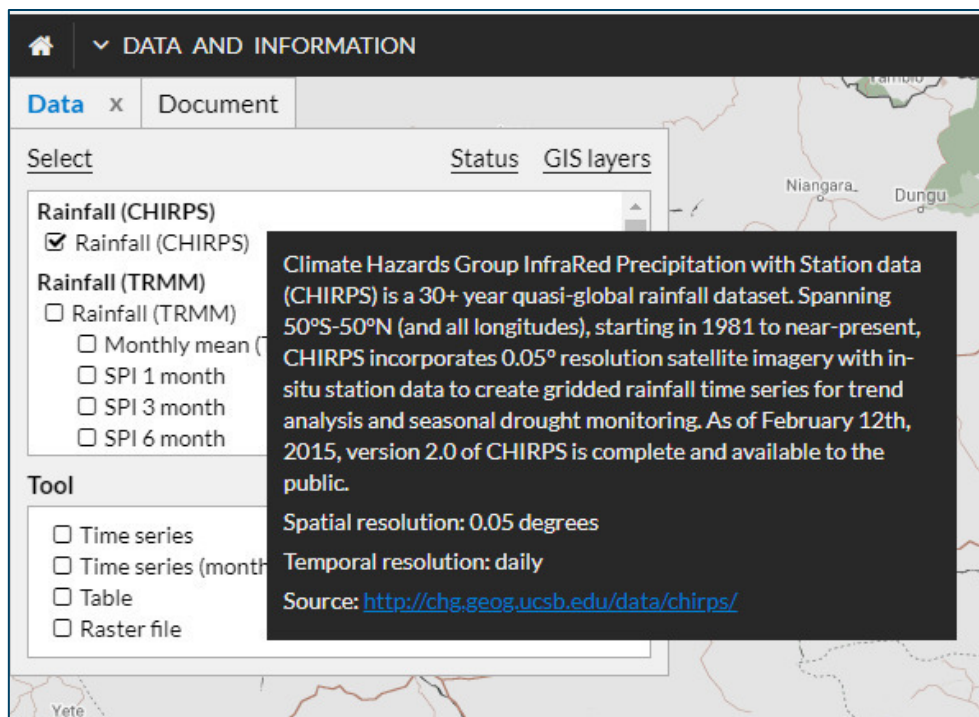 DATA AND INFORMATION
Data x Document
Select Status GIS layers
Rainfall (CHIRPS)
Rainfall (CHIRPS)
Rainfall (TRMM)
Rainfall (TRMM)
Monthly mean (
SPI 1 month
SPI 3 month
SPI 6 month
Tool
Time series
Time series (month
Table
Raster file
Climate Hazards Group InfraRed Precipitation with Station data
(CHIRPS) is a 30+ year quasi-global rainfall dataset. Spanning
50°S-50°N (and all longitudes), starting in 1981 to near-present,
CHIRPS incorporates 0.05° resolution satellite imagery with in-
situ station data to create gridded rainfall time series for trend
analysis and seasonal drought monitoring. As of February 12th,
2015, version 2.0 of CHIRPS is complete and available to the
public.
Spatial resolution: 0.05 degrees
Temporal resolution: daily
Source: http://chg.geog.ucsb.edu/data/chirps/
Niangara
Dungu
Yete